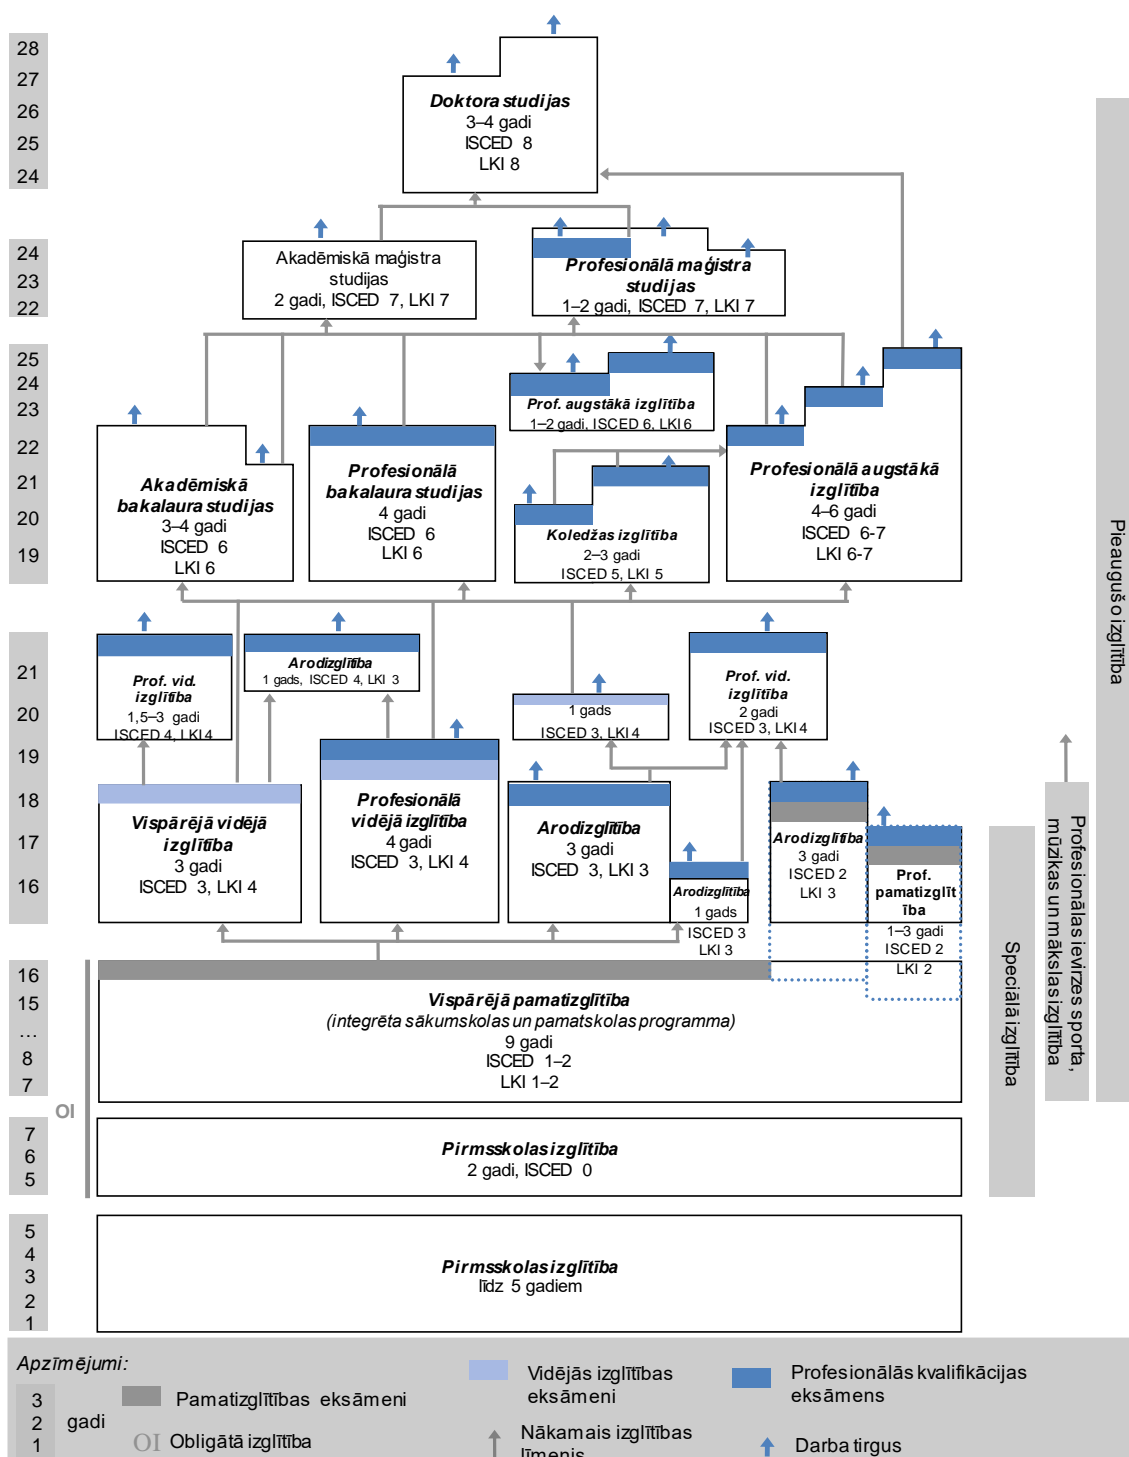 28
27
26
25
24
Doktora studijas
3–4 gadi
ISCED 8
LKI 8
24
23
22
Akadēmiskā maģistra
studijas
2 gadi, ISCED 7, LKI 7
Profesionālā maģistra
studijas
1–2 gadi, ISCED 7, LKI 7
25
24
23
22
21
20
19
Prof. augstākā izglītība
1–2 gadi, ISCED 6, LKI 6
Akadēmiskā
bakalaura studijas
3–4 gadi
ISCED 6
LKI 6
Profesionālā
bakalaura studijas
4 gadi
ISCED 6
LKI 6
Koledžas izglītība
2–3 gadi
ISCED 5, LKI 5
Profesionālā augstākā
izglītība
4–6 gadi
ISCED 6-7
LKI 6-7
21
20
19
18
17
16
Prof. vid.
izglītība
1,5–3 gadi
ISCED 4, LKI 4
Arodizglītība
1 gads, ISCED 4, LKI 3
1 gads
ISCED 3, LKI 4
Prof. vid.
izglītība
2 gadi
ISCED 3, LKI 4
Vispārējā vidējā
izglītība
3 gadi
ISCED 3, LKI 4
Profesionālā
vidējā izglītība
4 gadi
ISCED 3, LKI 4
Arodizglītība
3 gadi
ISCED 3, LKI 3
Arodizglītība
1 gads
ISCED 3
LKI 3
Arodizglītība
3 gadi
ISCED 2
LKI 3
Prof.
pamatizglīt
ība
1–3 gadi
ISCED 2
LKI 2
16
15
…
8
7
Vispārējā pamatizglītība
(integrēta sākumskolas un pamatskolas programma)
9 gadi
ISCED 1–2
LKI 1–2
OI
7
6
5
Pirmsskolas izglītība
2 gadi, ISCED 0
5
4
3
2
1
Pirmsskolas izglītība
līdz 5 gadiem
Speciālā izglītība
Profesionālas ievirzes sporta,
mūzikas un mākslas izglītība
Pieaugušo izglītība
Apzīmējumi:
3
2
1
gadi
Pamatizglītības eksāmeni
OI Obligātā izglītība
Vidējās izglītības
eksāmeni
Nākamais izglītības
līmenis
Profesionālās kvalifikācijas
eksāmens
Darba tirgus